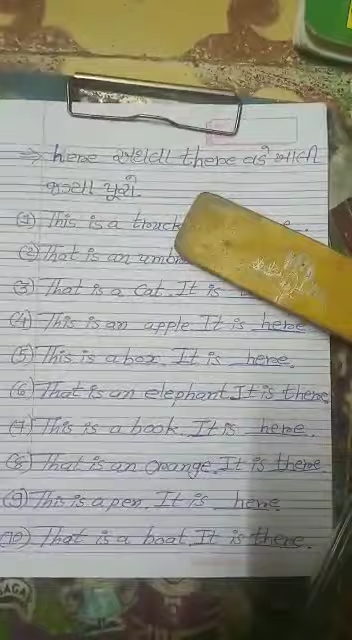 ⇒ here અથવા there વડે ખાલી
જગ્યા પુરો.
(1) This is a truck
(2) That is an umbr
(3) That is a cat. It is
(4) This is an apple It is here
(5) This is a box. It is here.
(6) That is an elephant It is there
(7) This is a book. It is here.
(8) That is an orange. It is there
(9) This is a pen. It is here
(10) That is a boat. It is there.